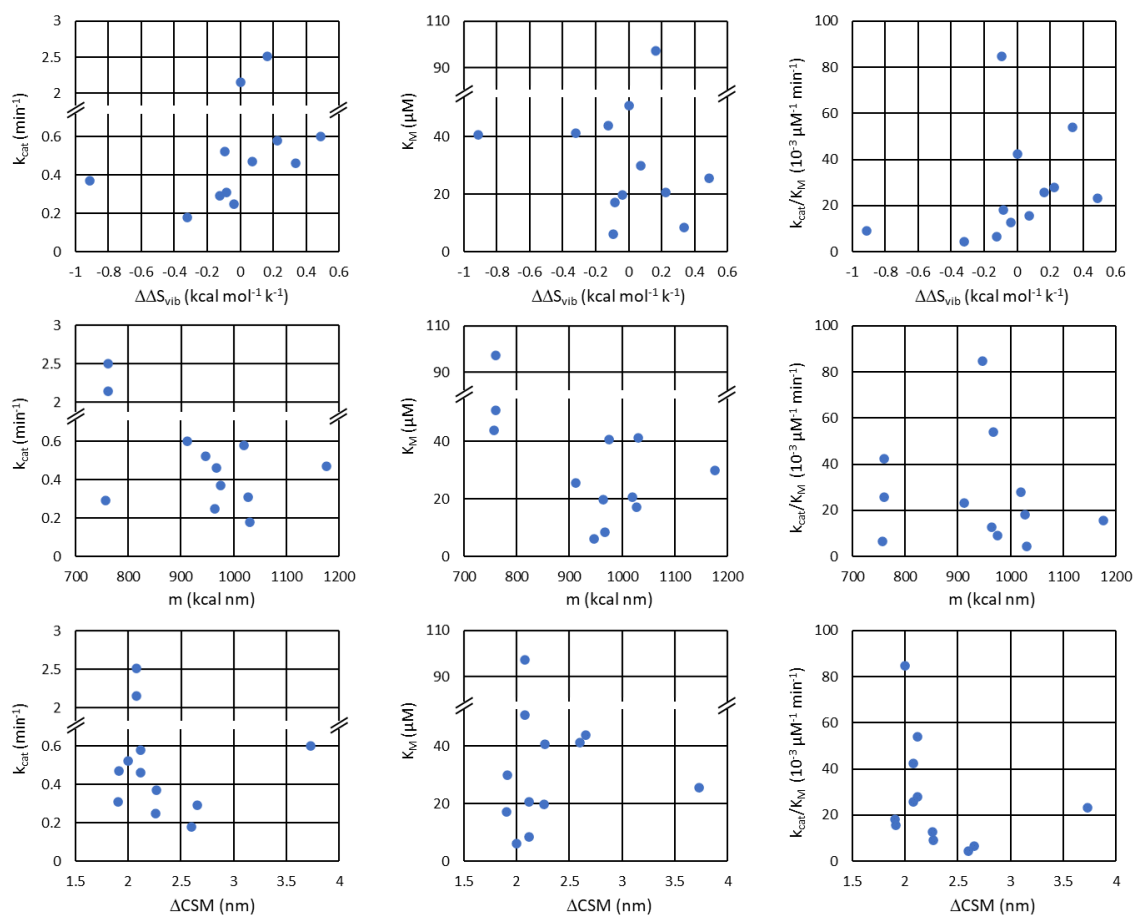 3
2.5
2
0.6
0.4
0.2
0
-1 -0.8 -0.6 -0.4 -0.2 0 0.2 0.4 0.6
k_cat (min⁻¹)
ΔΔS_vib (kcal mol⁻¹ k⁻¹)
110
90
40
20
0
-1 -0.8 -0.6 -0.4 -0.2 0 0.2 0.4 0.6
K_M (µM)
ΔΔS_vib (kcal mol⁻¹ k⁻¹)
100
80
60
40
20
0
-1 -0.8 -0.6 -0.4 -0.2 0 0.2 0.4 0.6
k_cat/K_M (10⁻³ µM⁻¹ min⁻¹)
ΔΔS_vib (kcal mol⁻¹ k⁻¹)
3
2.5
2
0.6
0.4
0.2
0
700 800 900 1000 1100 1200
k_cat (min⁻¹)
m (kcal nm)
110
90
40
20
0
700 800 900 1000 1100 1200
K_M (µM)
m (kcal nm)
100
80
60
40
20
0
700 800 900 1000 1100 1200
k_cat/K_M (10⁻³ µM⁻¹ min⁻¹)
m (kcal nm)
3
2.5
2
0.6
0.4
0.2
0
1.5 2 2.5 3 3.5 4
k_cat (min⁻¹)
ΔCSM (nm)
110
90
40
20
0
1.5 2 2.5 3 3.5 4
K_M (µM)
ΔCSM (nm)
100
80
60
40
20
0
1.5 2 2.5 3 3.5 4
k_cat/K_M (10⁻³ µM⁻¹ min⁻¹)
ΔCSM (nm)